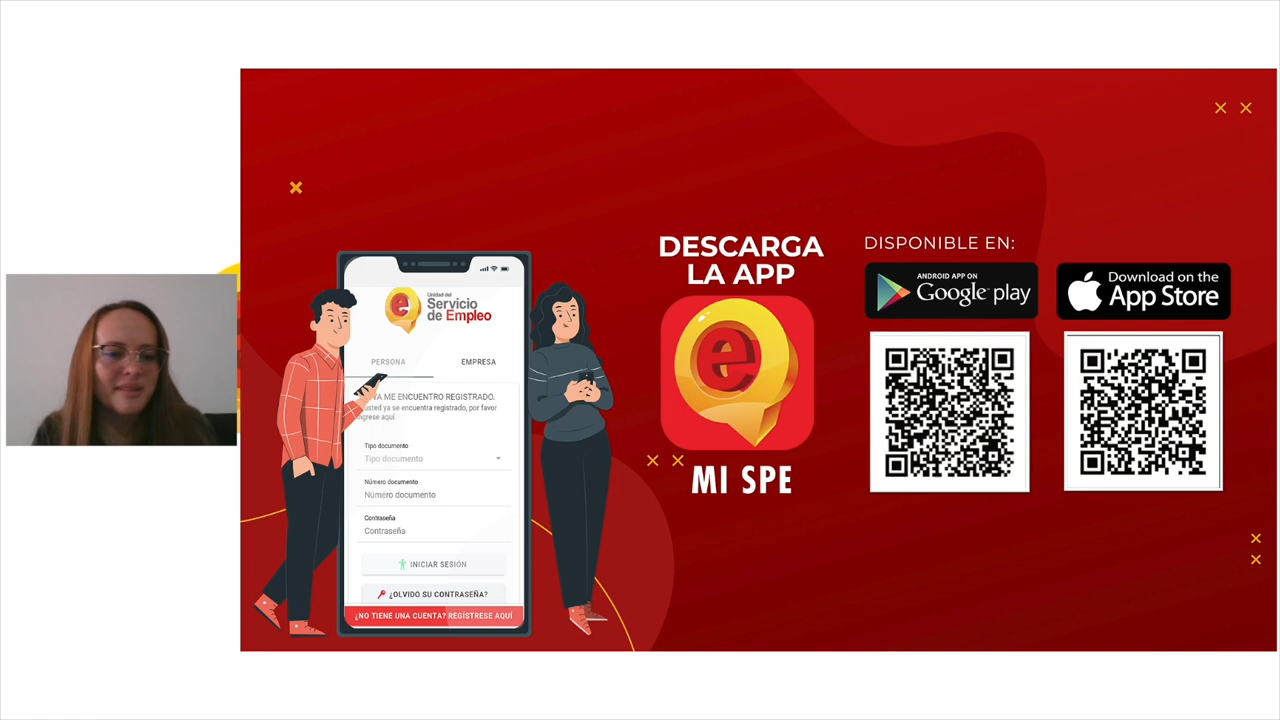 Unidad del
Servicio
de Empleo
PERSONA EMPRESA
YA ME ENCUENTRO REGISTRADO.
usted ya se encuentra registrado, por favor
ngrese aquí.
Tipo documento
Tipo documento
Número documento
Número documento
Contraseña
Contraseña
INICIAR SESIÓN
¿OLVIDO SU CONTRASEÑA?
¿NO TIENE UNA CUENTA? REGÍSTRESE AQUÍ
DESCARGA
LA APP
e
MI SPE
DISPONIBLE EN:
ANDROID APP ON
Google play
Download on the
App Store